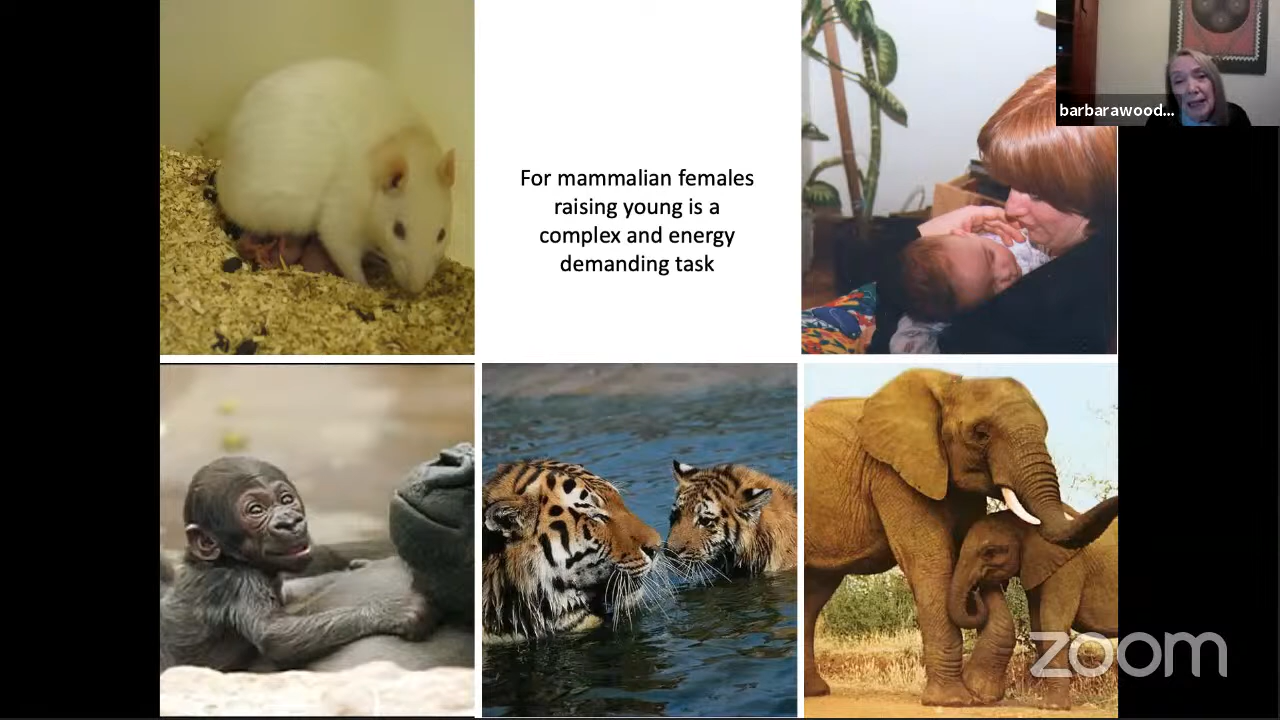 For mammalian females
raising young is a
complex and energy
demanding task
barbarawood...
zoom